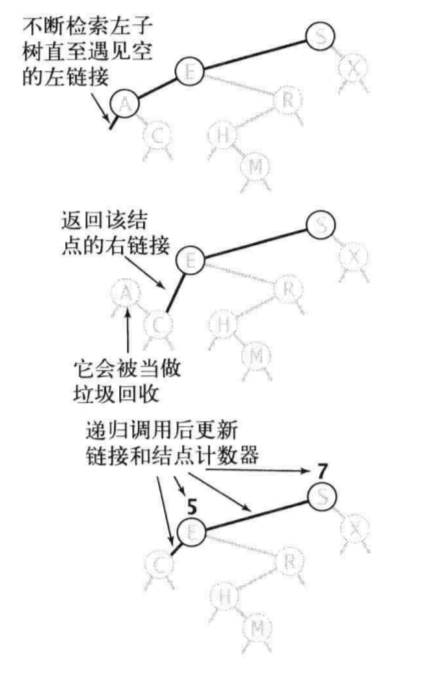 不断检索左子
树直至遇见空
的左链接
S
E
X
A
R
C
H
M
返回该结
点的右链接
S
E
X
A
R
C
H
M
它会被当做
垃圾回收
递归调用后更新
链接和结点计数器
7
5
S
E
X
C
R
H
M